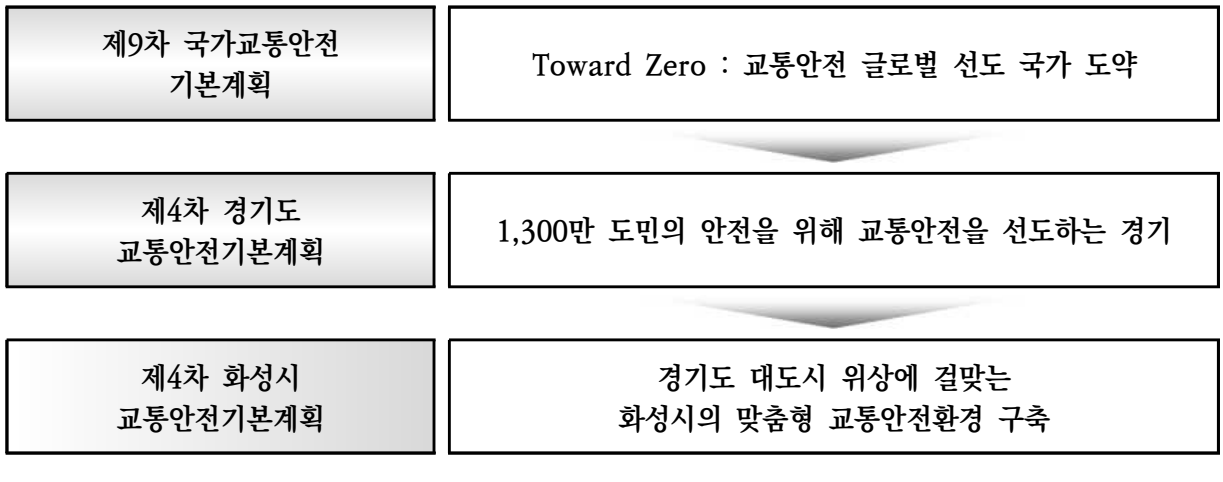 제9차 국가교통안전
기본계획
Toward Zero : 교통안전 글로벌 선도 국가 도약
제4차 경기도
교통안전기본계획
1,300만 도민의 안전을 위해 교통안전을 선도하는 경기
제4차 화성시
교통안전기본계획
경기도 대도시 위상에 걸맞는
화성시의 맞춤형 교통안전환경 구축